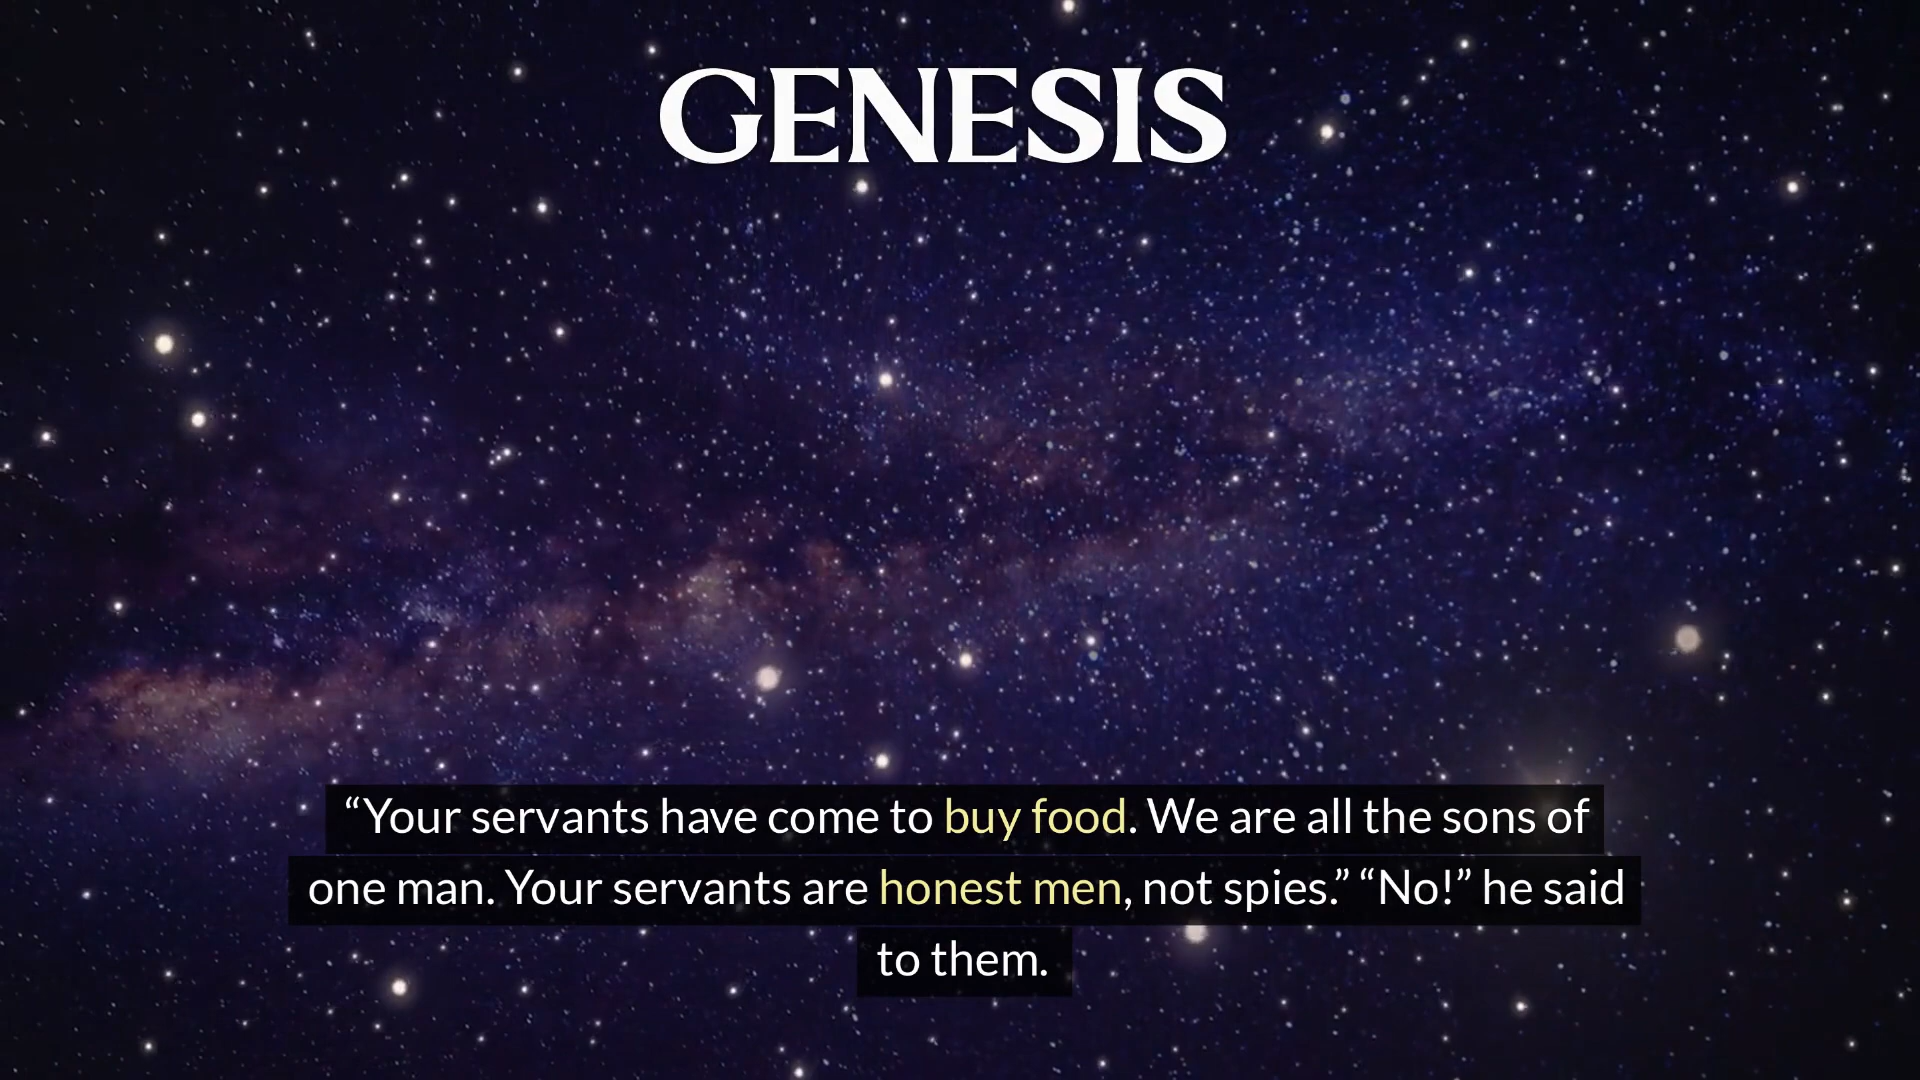 GENESIS
“Your servants have come to buy food. We are all the sons of
one man. Your servants are honest men, not spies.” “No!” he said
to them.